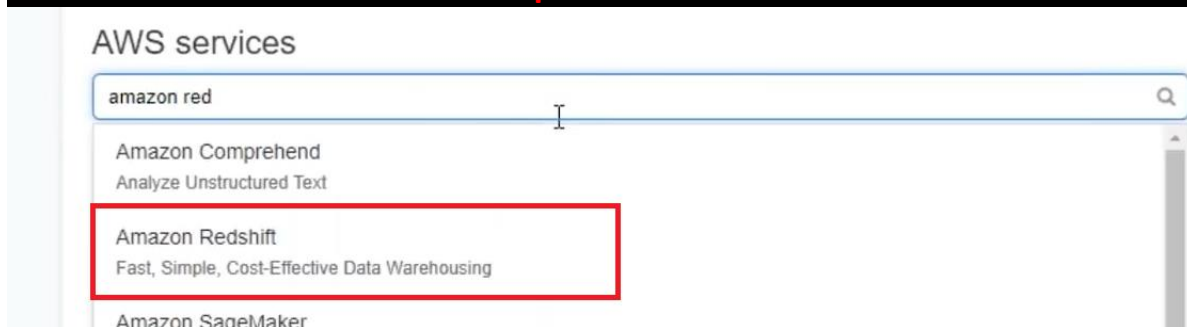 AWS services
amazon red
Amazon Comprehend
Analyze Unstructured Text
Amazon Redshift
Fast, Simple, Cost-Effective Data Warehousing
Amazon SageMaker